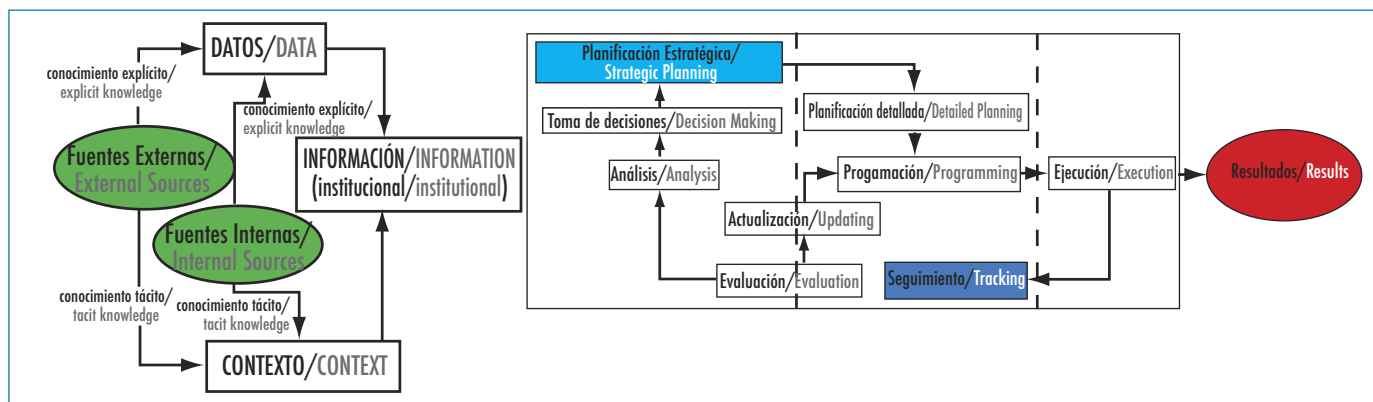 DATOS/DATA
conocimiento explícito/
explicit knowledge
conocimiento explícito/
explicit knowledge
Fuentes Externas/
External Sources
INFORMACIÓN/INFORMATION
(institucional/institutional)
Fuentes Internas/
Internal Sources
conocimiento tácito/
tacit knowledge
conocimiento tácito/
tacit knowledge
CONTEXTO/CONTEXT
Planificación Estratégica/
Strategic Planning
Toma de decisiones/Decision Making
Planificación detallada/Detailed Planning
Análisis/Analysis
Progamación/Programming
Ejecución/Execution
Resultados/Results
Actualización/Updating
Evaluación/Evaluation
Seguimiento/Tracking